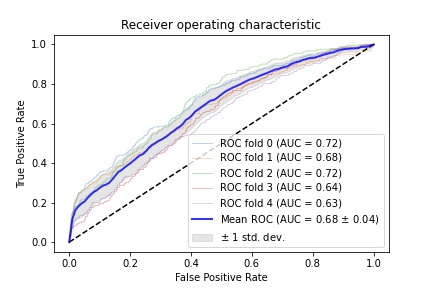 Receiver operating characteristic
True Positive Rate
1.0
0.8
0.6
0.4
0.2
0.0
ROC fold 0 (AUC = 0.72)
ROC fold 1 (AUC = 0.68)
ROC fold 2 (AUC = 0.72)
ROC fold 3 (AUC = 0.64)
ROC fold 4 (AUC = 0.63)
Mean ROC (AUC = 0.68 ± 0.04)
± 1 std. dev.
0.0 0.2 0.4 0.6 0.8 1.0
False Positive Rate